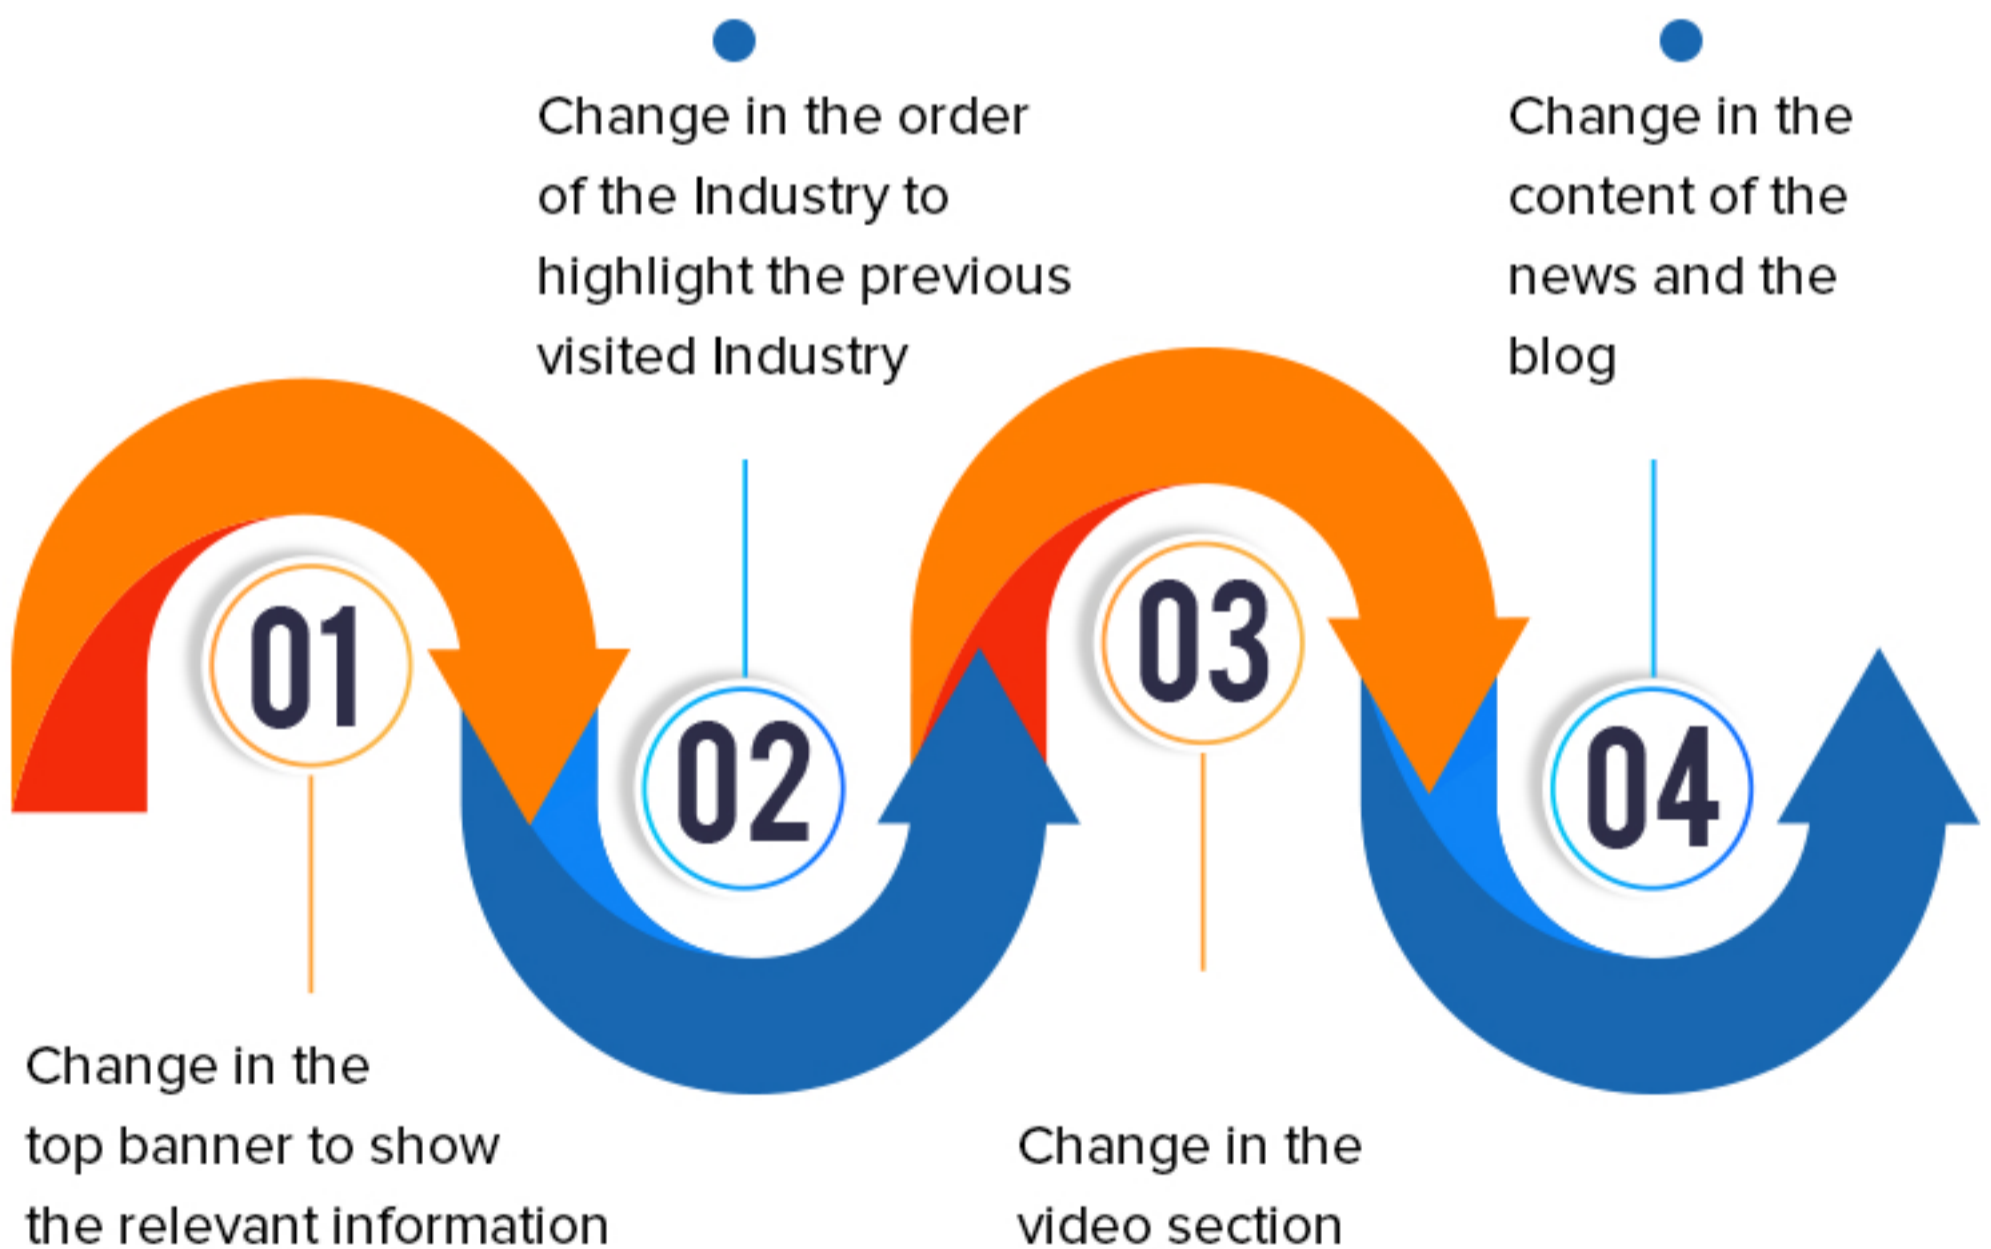 01
Change in the
top banner to show
the relevant information
02
Change in the order
of the Industry to
highlight the previous
visited Industry
03
Change in the
video section
04
Change in the
content of the
news and the
blog